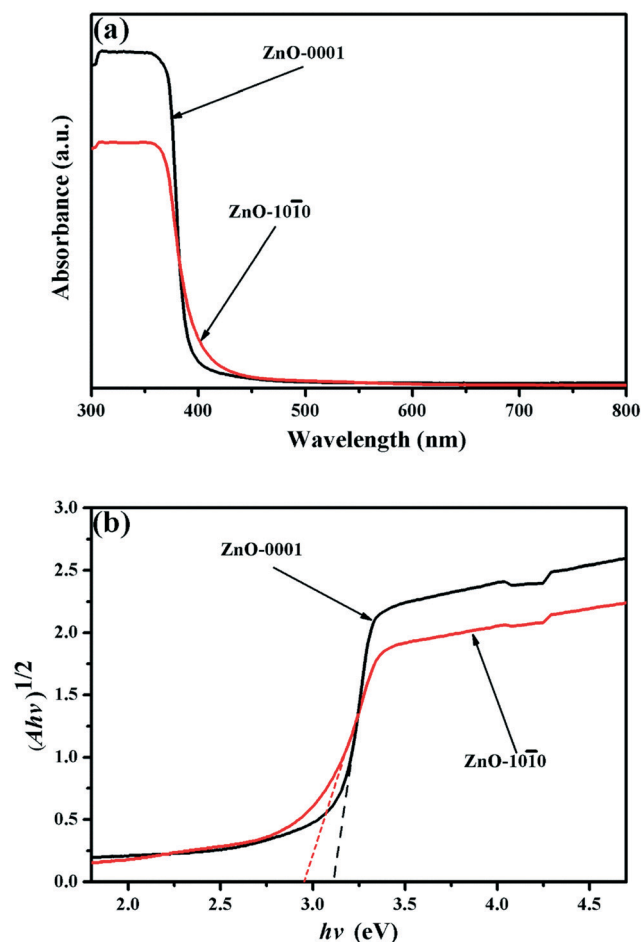 (a)
ZnO-0001
ZnO-101̄0
Absorbance (a.u.)
300 400 500 600 700 800
Wavelength (nm)
(b)
3.0
2.5
2.0
1.5
1.0
0.5
0.0
ZnO-0001
ZnO-101̄0
(Ahν)1/2
2.0 2.5 3.0 3.5 4.0 4.5
hν (eV)